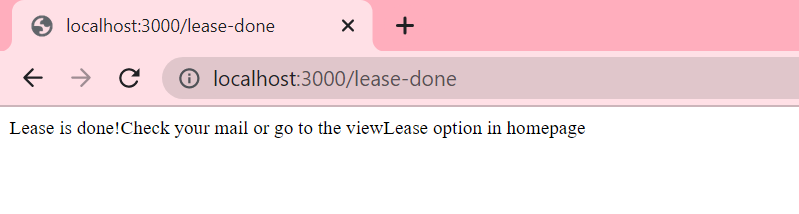 localhost:3000/lease-done
localhost:3000/lease-done
Lease is done!Check your mail or go to the viewLease option in homepage